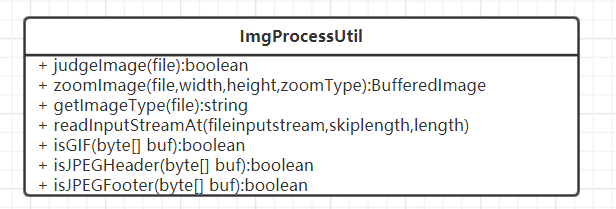 ImgProcessUtil
+ judgeImage(file):boolean
+ zoomImage(file,width,height,zoomType):BufferedImage
+ getImageType(file):string
+ readInputStreamAt(fileinputstream,skiplength,length)
+ isGIF(byte[] buf):boolean
+ isJPEGHeader(byte[] buf):boolean
+ isJPEGFooter(byte[] buf):boolean